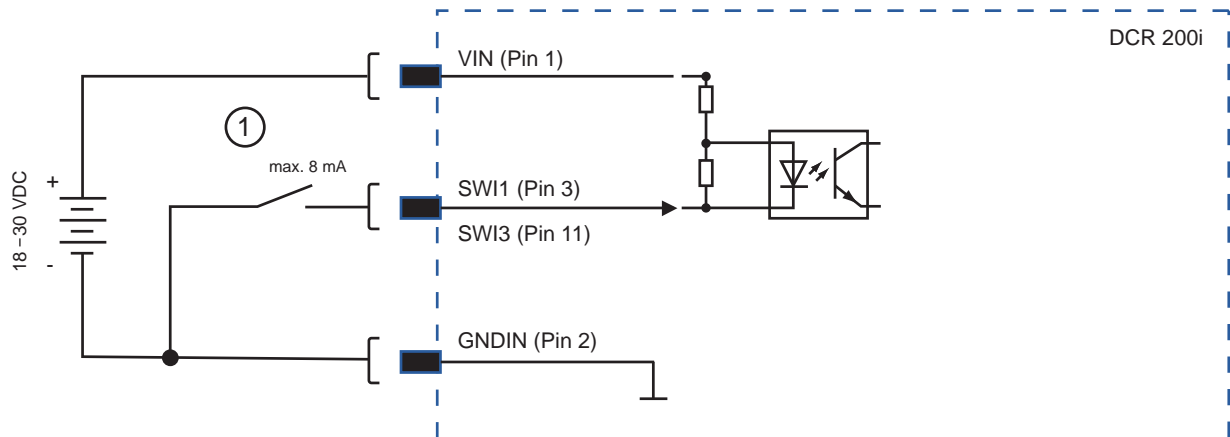 DCR 200i
VIN (Pin 1)
1
max. 8 mA
+
SWI1 (Pin 3)
18 –30 VDC
SWI3 (Pin 11)
-
GNDIN (Pin 2)